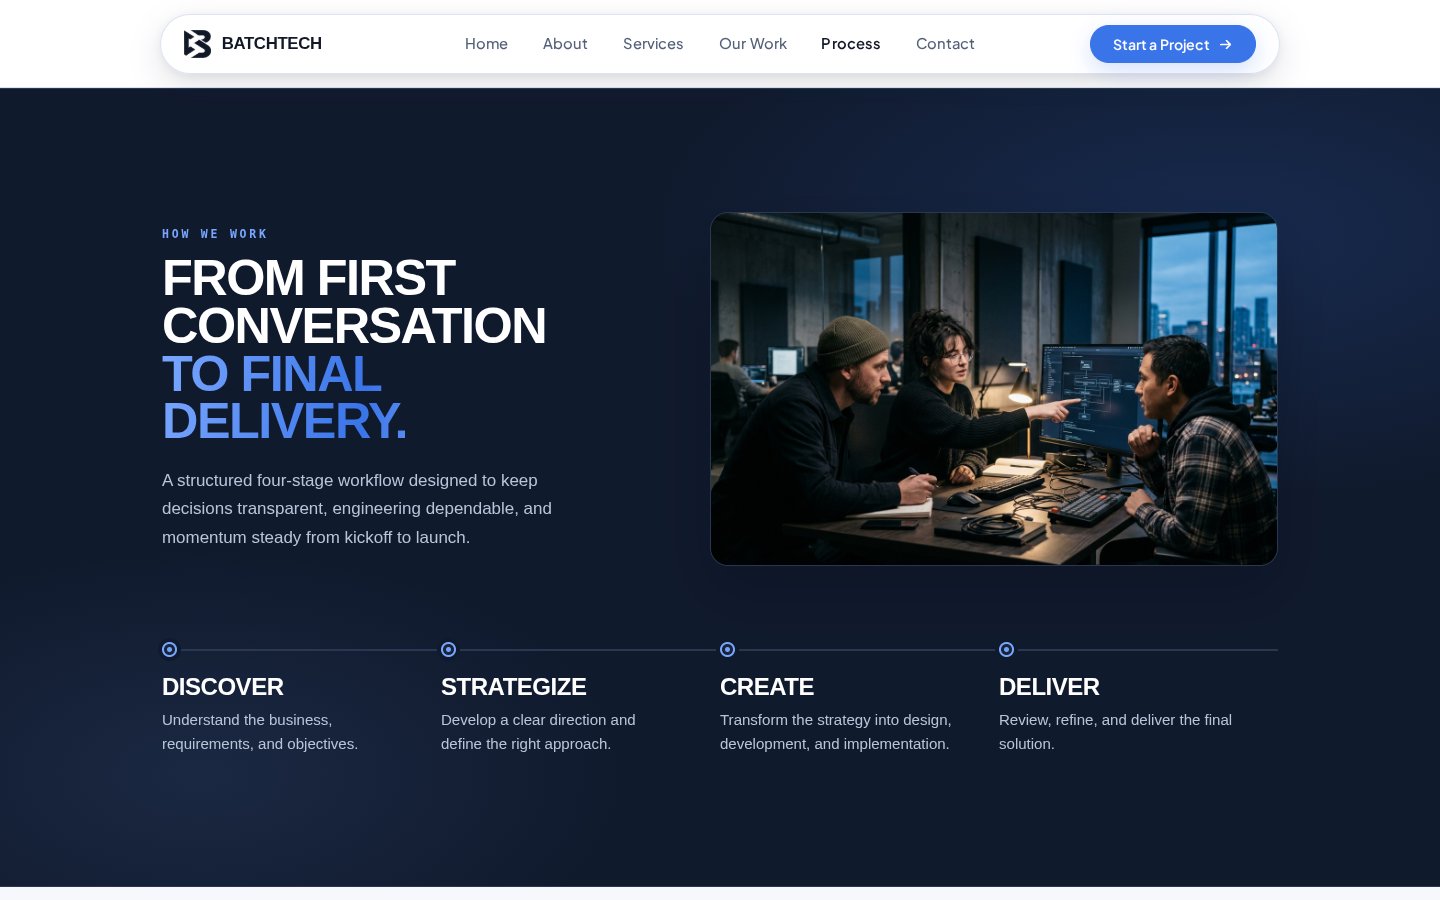 BATCHTECH
Home
About
Services
Our Work
Process
Contact
Start a Project
HOW WE WORK
FROM FIRST
CONVERSATION
TO FINAL
DELIVERY.
A structured four-stage workflow designed to keep
decisions transparent, engineering dependable, and
momentum steady from kickoff to launch.
DISCOVER
Understand the business,
requirements, and objectives.
STRATEGIZE
Develop a clear direction and
define the right approach.
CREATE
Transform the strategy into design,
development, and implementation.
DELIVER
Review, refine, and deliver the final
solution.